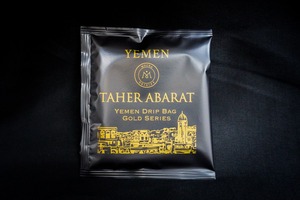 YEMEN
TAHER ABARAT
YEMEN DRIP BAG
GOLD SERIES